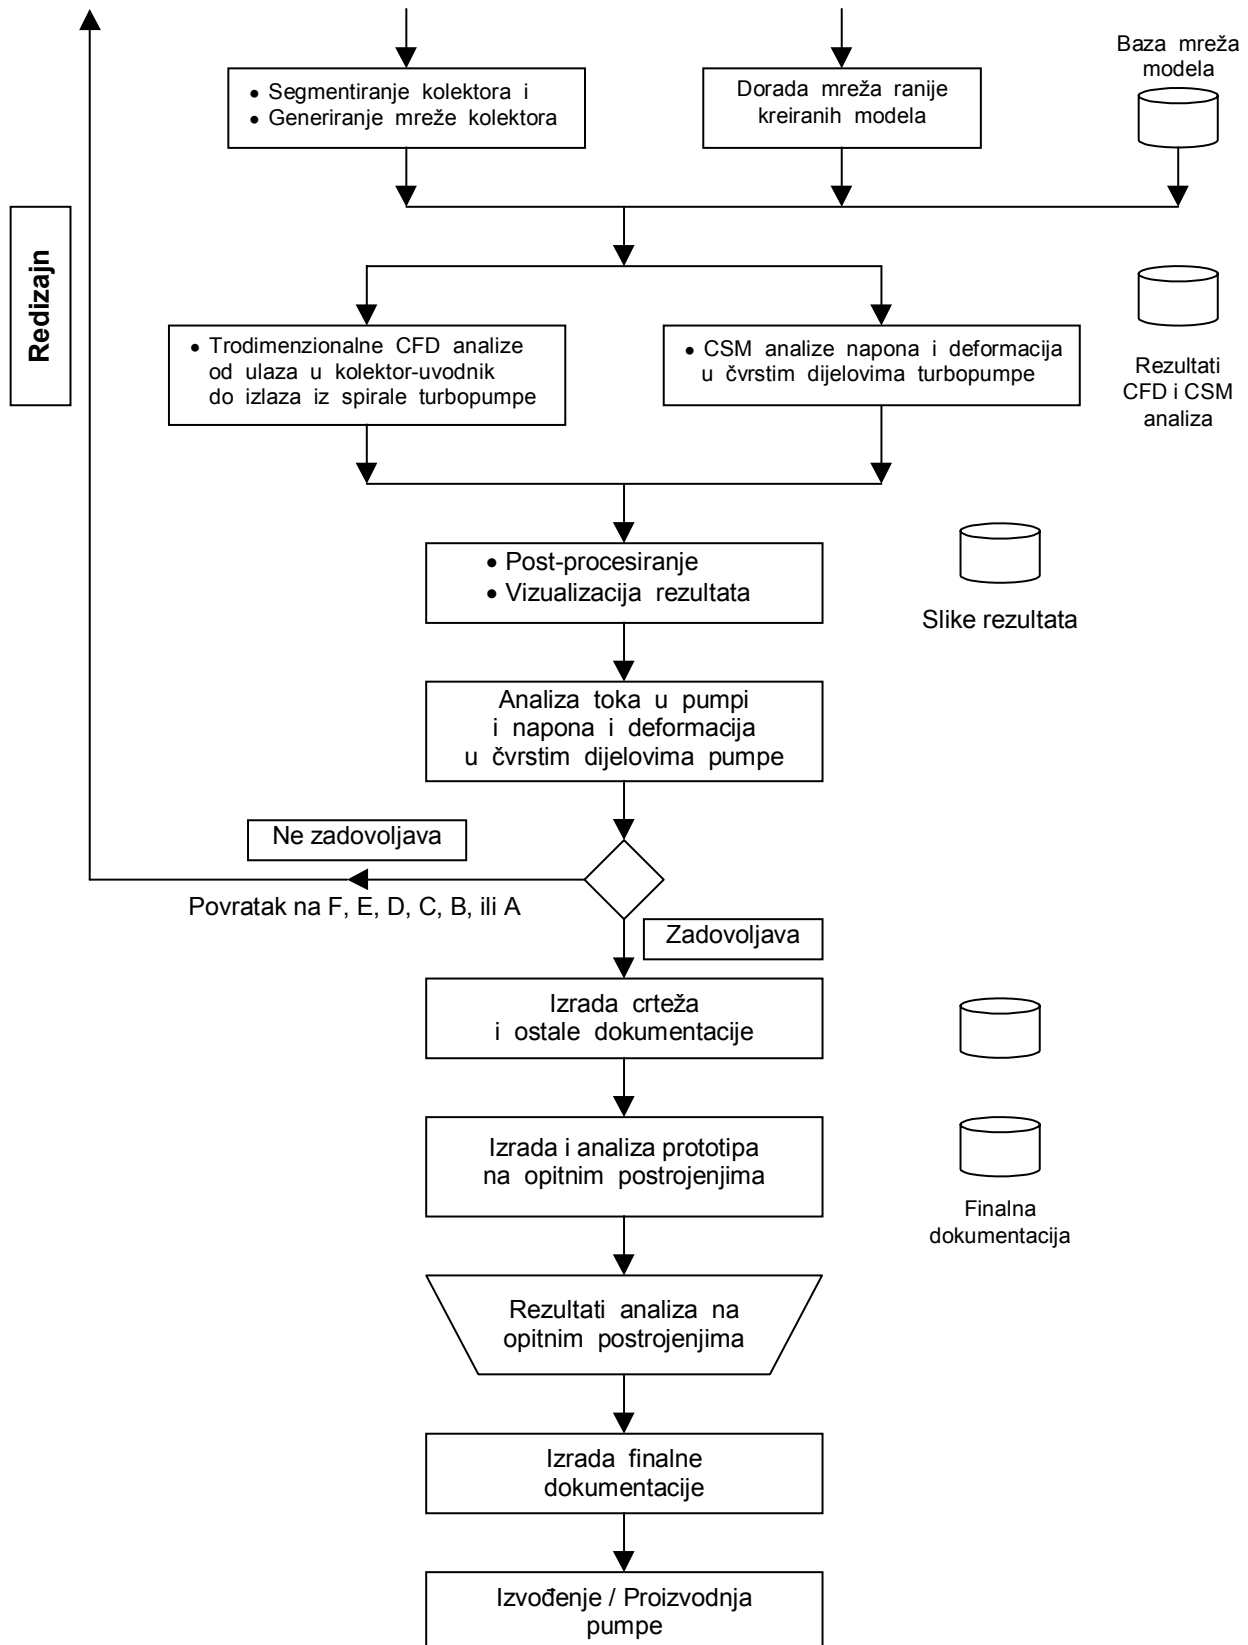 Baza mreža
modela
• Segmentiranje kolektora i
• Generiranje mreže kolektora
Dorada mreža ranije
kreiranih modela
Redizajn
• Trodimenzionalne CFD analize
od ulaza u kolektor-uvodnik
do izlaza iz spirale turbopumpe
• CSM analize napona i deformacija
u čvrstim dijelovima turbopumpe
Rezultati
CFD i CSM
analiza
• Post-procesiranje
• Vizualizacija rezultata
Slike rezultata
Analiza toka u pumpi
i napona i deformacija
u čvrstim dijelovima pumpe
Ne zadovoljava
Povratak na F, E, D, C, B, ili A
Zadovoljava
Izrada crteža
i ostale dokumentacije
Izrada i analiza prototipa
na opitnim postrojenjima
Finalna
dokumentacija
Rezultati analiza na
opitnim postrojenjima
Izrada finalne
dokumentacije
Izvođenje / Proizvodnja
pumpe